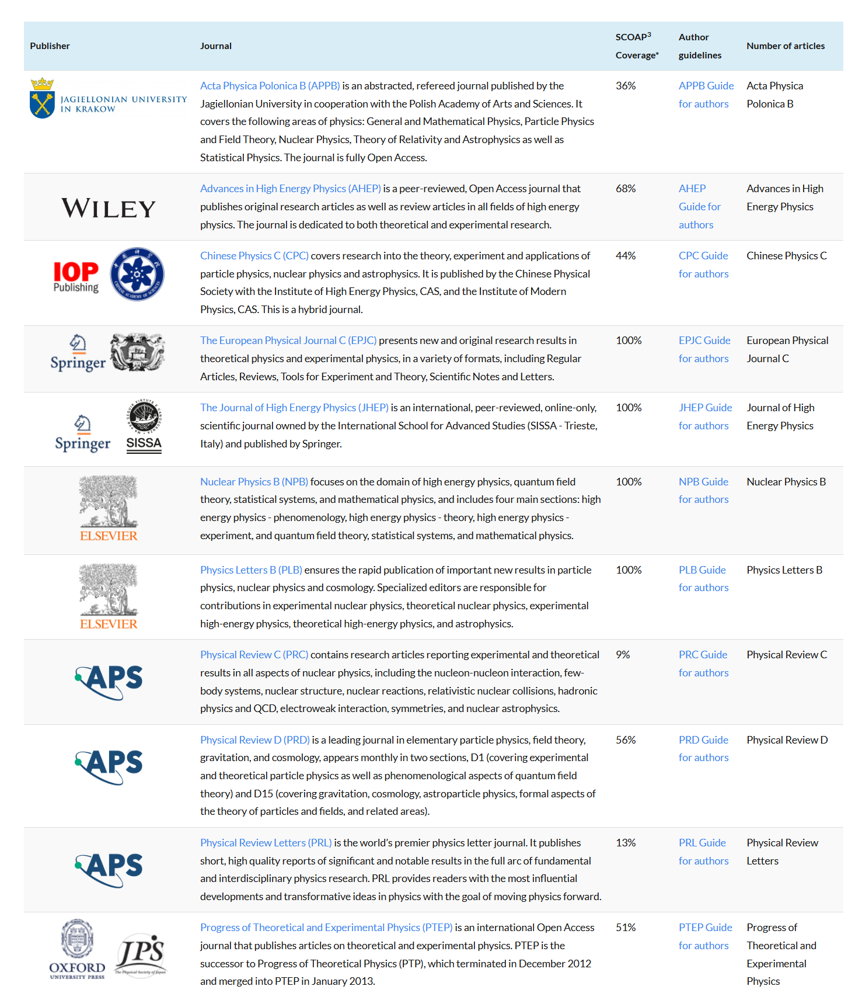 Publisher
Journal
SCOAP³
Coverage*
Author
guidelines
Number of articles
JAGIELLONIAN UNIVERSITY
IN KRAKOW
Acta Physica Polonica B (APPB) is an abstracted, refereed journal published by the
Jagiellonian University in cooperation with the Polish Academy of Arts and Sciences. It
covers the following areas of physics: General and Mathematical Physics, Particle Physics
and Field Theory, Nuclear Physics, Theory of Relativity and Astrophysics as well as
Statistical Physics. The journal is fully Open Access.
36%
APPB Guide
for authors
Acta Physica
Polonica B
WILEY
Advances in High Energy Physics (AHEP) is a peer-reviewed, Open Access journal that
publishes original research articles as well as review articles in all fields of high energy
physics. The journal is dedicated to both theoretical and experimental research.
68%
AHEP
Guide for
authors
Advances in High
Energy Physics
IOP
Publishing
CHINESE ACADEMY OF SCIENCES
Chinese Physics C (CPC) covers research into the theory, experiment and applications of
particle physics, nuclear physics and astrophysics. It is published by the Chinese Physical
Society with the Institute of High Energy Physics, CAS, and the Institute of Modern
Physics, CAS. This is a hybrid journal.
44%
CPC Guide
for authors
Chinese Physics C
Springer
The European Physical Journal C (EPJC) presents new and original research results in
theoretical physics and experimental physics, in a variety of formats, including Regular
Articles, Reviews, Tools for Experiment and Theory, Scientific Notes and Letters.
100%
EPJC Guide
for authors
European Physical
Journal C
Springer
SISSA
The Journal of High Energy Physics (JHEP) is an international, peer-reviewed, online-only,
scientific journal owned by the International School for Advanced Studies (SISSA - Trieste,
Italy) and published by Springer.
100%
JHEP Guide
for authors
Journal of High
Energy Physics
ELSEVIER
Nuclear Physics B (NPB) focuses on the domain of high energy physics, quantum field
theory, statistical systems, and mathematical physics, and includes four main sections: high
energy physics - phenomenology, high energy physics - theory, high energy physics -
experiment, and quantum field theory, statistical systems, and mathematical physics.
100%
NPB Guide
for authors
Nuclear Physics B
ELSEVIER
Physics Letters B (PLB) ensures the rapid publication of important new results in particle
physics, nuclear physics and cosmology. Specialized editors are responsible for
contributions in experimental nuclear physics, theoretical nuclear physics, experimental
high-energy physics, theoretical high-energy physics, and astrophysics.
100%
PLB Guide
for authors
Physics Letters B
APS
Physical Review C (PRC) contains research articles reporting experimental and theoretical
results in all aspects of nuclear physics, including the nucleon-nucleon interaction, few-
body systems, nuclear structure, nuclear reactions, relativistic nuclear collisions, hadronic
physics and QCD, electroweak interaction, symmetries, and nuclear astrophysics.
9%
PRC Guide
for authors
Physical Review C
APS
Physical Review D (PRD) is a leading journal in elementary particle physics, field theory,
gravitation, and cosmology, appears monthly in two sections, D1 (covering experimental
and theoretical particle physics as well as phenomenological aspects of quantum field
theory) and D15 (covering gravitation, cosmology, astroparticle physics, formal aspects of
the theory of particles and fields, and related areas).
56%
PRD Guide
for authors
Physical Review D
APS
Physical Review Letters (PRL) is the world’s premier physics letter journal. It publishes
short, high quality reports of significant and notable results in the full arc of fundamental
and interdisciplinary physics research. PRL provides readers with the most influential
developments and transformative ideas in physics with the goal of moving physics forward.
13%
PRL Guide
for authors
Physical Review
Letters
OXFORD
UNIVERSITY PRESS
JPS
The Physical Society of Japan
Progress of Theoretical and Experimental Physics (PTEP) is an international Open Access
journal that publishes articles on theoretical and experimental physics. PTEP is the
successor to Progress of Theoretical Physics (PTP), which terminated in December 2012
and merged into PTEP in January 2013.
51%
PTEP Guide
for authors
Progress of
Theoretical and
Experimental
Physics